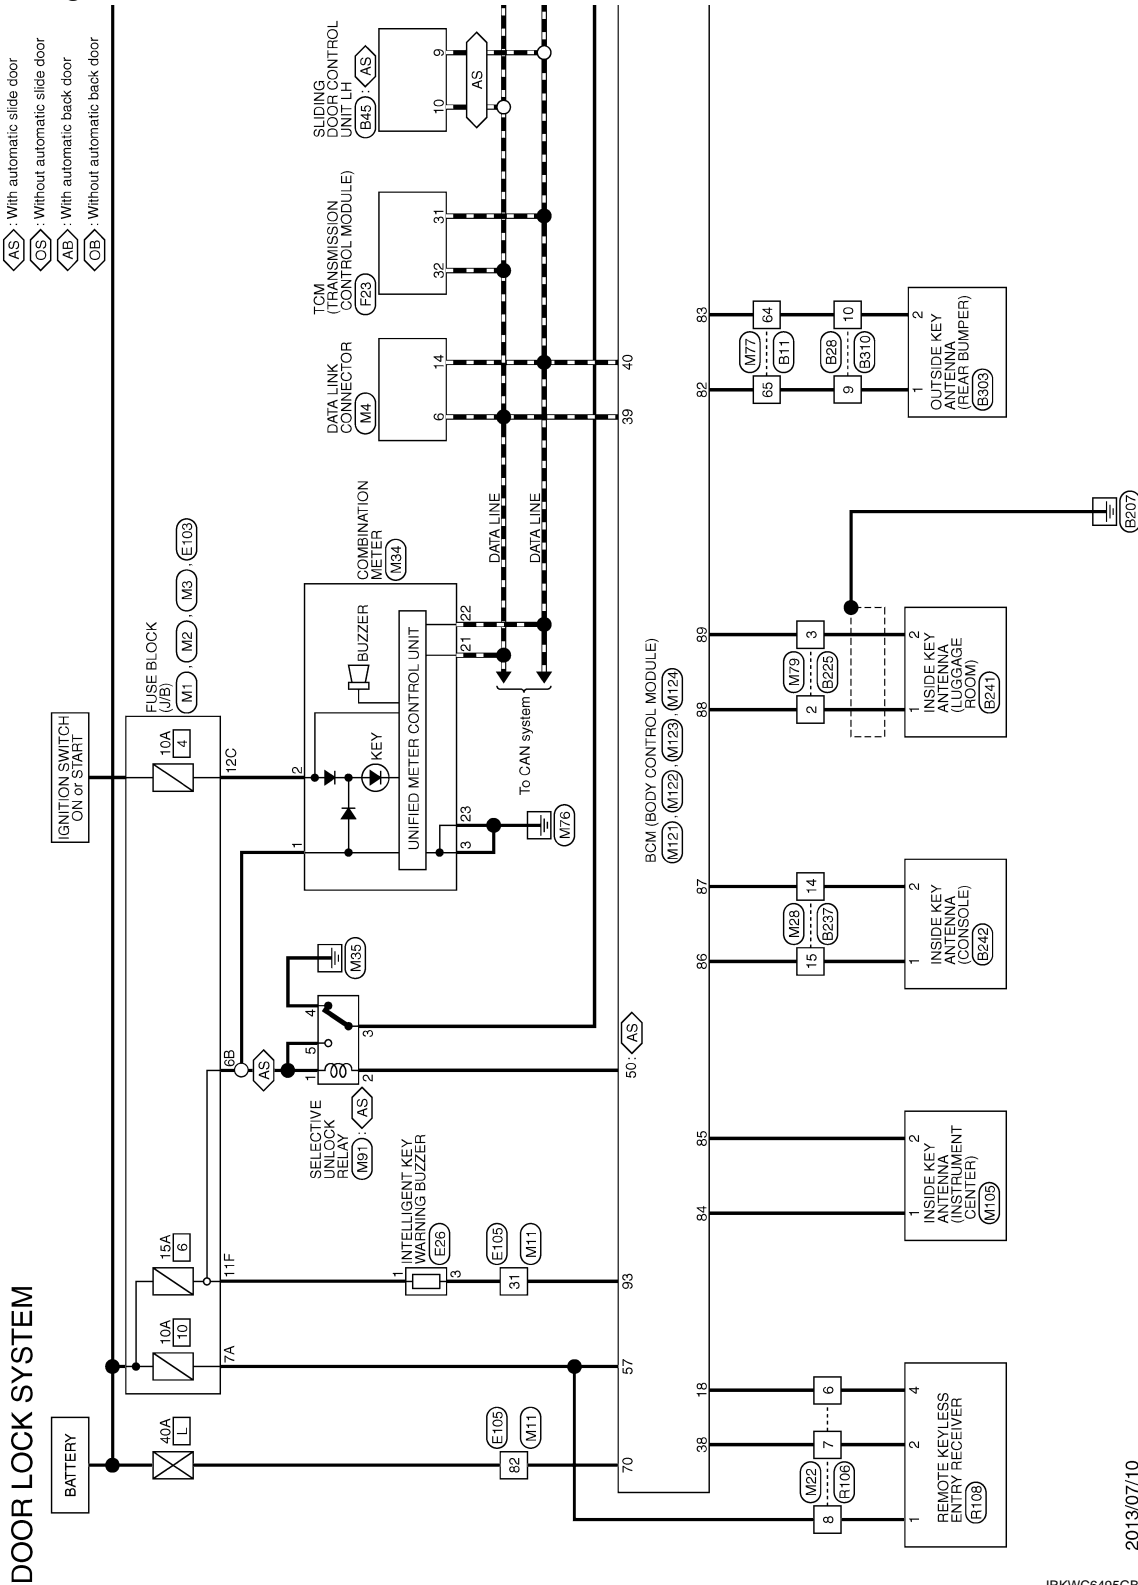 DOOR LOCK SYSTEM
AS : With automatic slide door
OS : Without automatic slide door
AB : With automatic back door
OB : Without automatic back door
BATTERY
IGNITION SWITCH
ON or START
40A
L
10A
10
15A
6
10A
4
FUSE BLOCK
(J/B)
M1 , M2 , M3 , E103
7A
11F
6B
12C
AS
SELECTIVE
UNLOCK
RELAY
M91 : AS
1
5
4
2
3
M35
INTELLIGENT KEY
WARNING BUZZER
E26
1
3
E105
82
M11
E105
31
M11
COMBINATION
METER
M34
1
2
BUZZER
KEY
UNIFIED METER CONTROL UNIT
3
23
21
22
M76
To CAN system
DATA LINE
DATA LINE
DATA LINK
CONNECTOR
M4
6
14
TCM
(TRANSMISSION
CONTROL MODULE)
F23
32
31
SLIDING
DOOR CONTROL
UNIT LH
B45 : AS
10
9
AS
70
57
93
50 : AS
39
40
BCM (BODY CONTROL MODULE)
M121 , M122 , M123 , M124
38
18
84
85
86
87
88
89
82
83
M22
R106
8
7
6
1
2
4
REMOTE KEYLESS
ENTRY RECEIVER
R108
1
2
INSIDE KEY
ANTENNA
(INSTRUMENT
CENTER)
M105
M28
B237
15
14
1
2
INSIDE KEY
ANTENNA
(CONSOLE)
B242
M79
B225
2
3
1
2
INSIDE KEY
ANTENNA
(LUGGAGE
ROOM)
B241
B207
M77
B11
65
64
B28
B310
9
10
1
2
OUTSIDE KEY
ANTENNA
(REAR BUMPER)
B303
2013/07/10